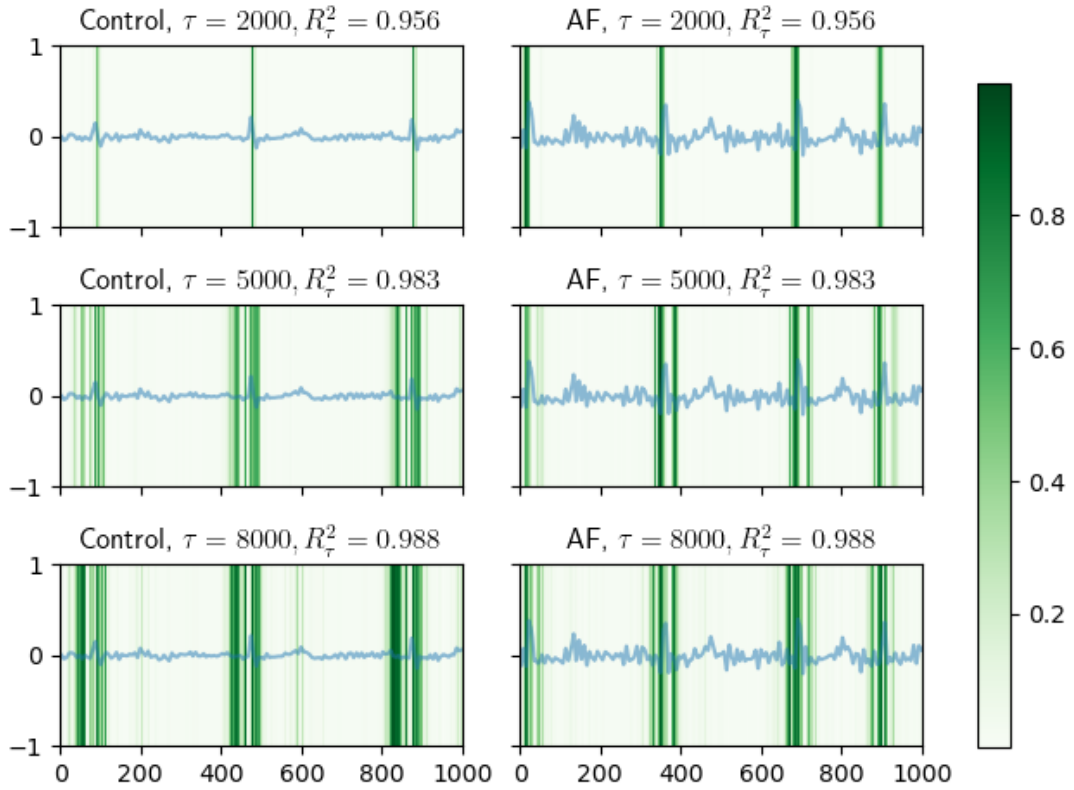 Control, τ = 2000, R²_τ = 0.956
AF, τ = 2000, R²_τ = 0.956
1
0
−1
0.8
Control, τ = 5000, R²_τ = 0.983
AF, τ = 5000, R²_τ = 0.983
1
0
−1
0.6
0.4
Control, τ = 8000, R²_τ = 0.988
AF, τ = 8000, R²_τ = 0.988
1
0
−1
0.2
0 200 400 600 800 1000
0 200 400 600 800 1000